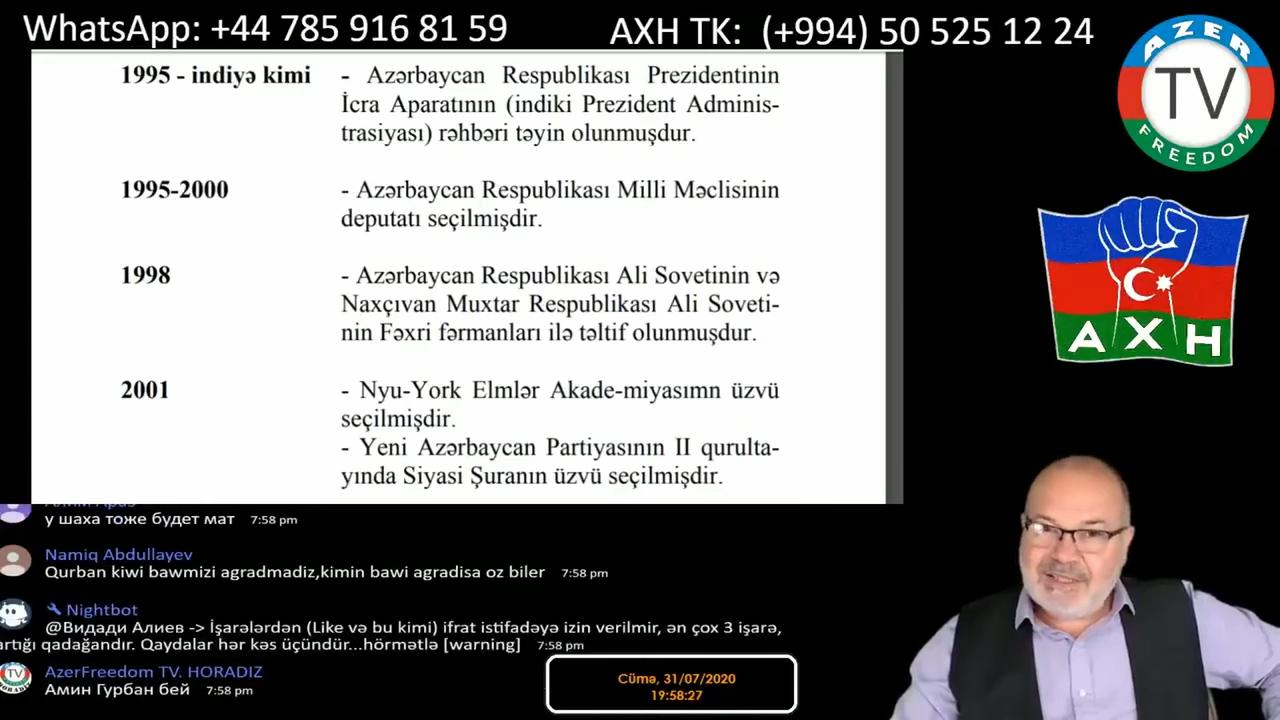 WhatsApp: +44 785 916 81 59
AXH TK: (+994) 50 525 12 24
AZER
TV
FREEDOM
1995 - indiyə kimi
- Azərbaycan Respublikası Prezidentinin
İcra Aparatının (indiki Prezident Adminis-
trasiyası) rəhbəri təyin olunmuşdur.
1995-2000
- Azərbaycan Respublikası Milli Məclisinin
deputatı seçilmişdir.
1998
- Azərbaycan Respublikası Ali Sovetinin və
Naxçıvan Muxtar Respublikası Ali Soveti-
nin Fəxri fərmanları ilə təltif olunmuşdur.
2001
- Nyu-York Elmlər Akade-miyasımn üzvü
seçilmişdir.
- Yeni Azərbaycan Partiyasının II qurulta-
yında Siyasi Şuranın üzvü seçilmişdir.
AXH
у шаха тоже будет мат 7:58 pm
Namiq Abdullayev
Qurban kiwi bawmizi agradmadiz,kimin bawi agradisa oz biler 7:58 pm
Nightbot
@Видади Алиев -> İşarələrdən (Like və bu kimi) ifrat istifadəyə izin verilmir, ən çox 3 işarə,
artığı qadağandır. Qaydalar hər kəs üçündür...hörmətlə [warning] 7:58 pm
AzerFreedom TV. HORADIZ
Амин Гурбан бей 7:58 pm
Cümə, 31/07/2020
19:58:27